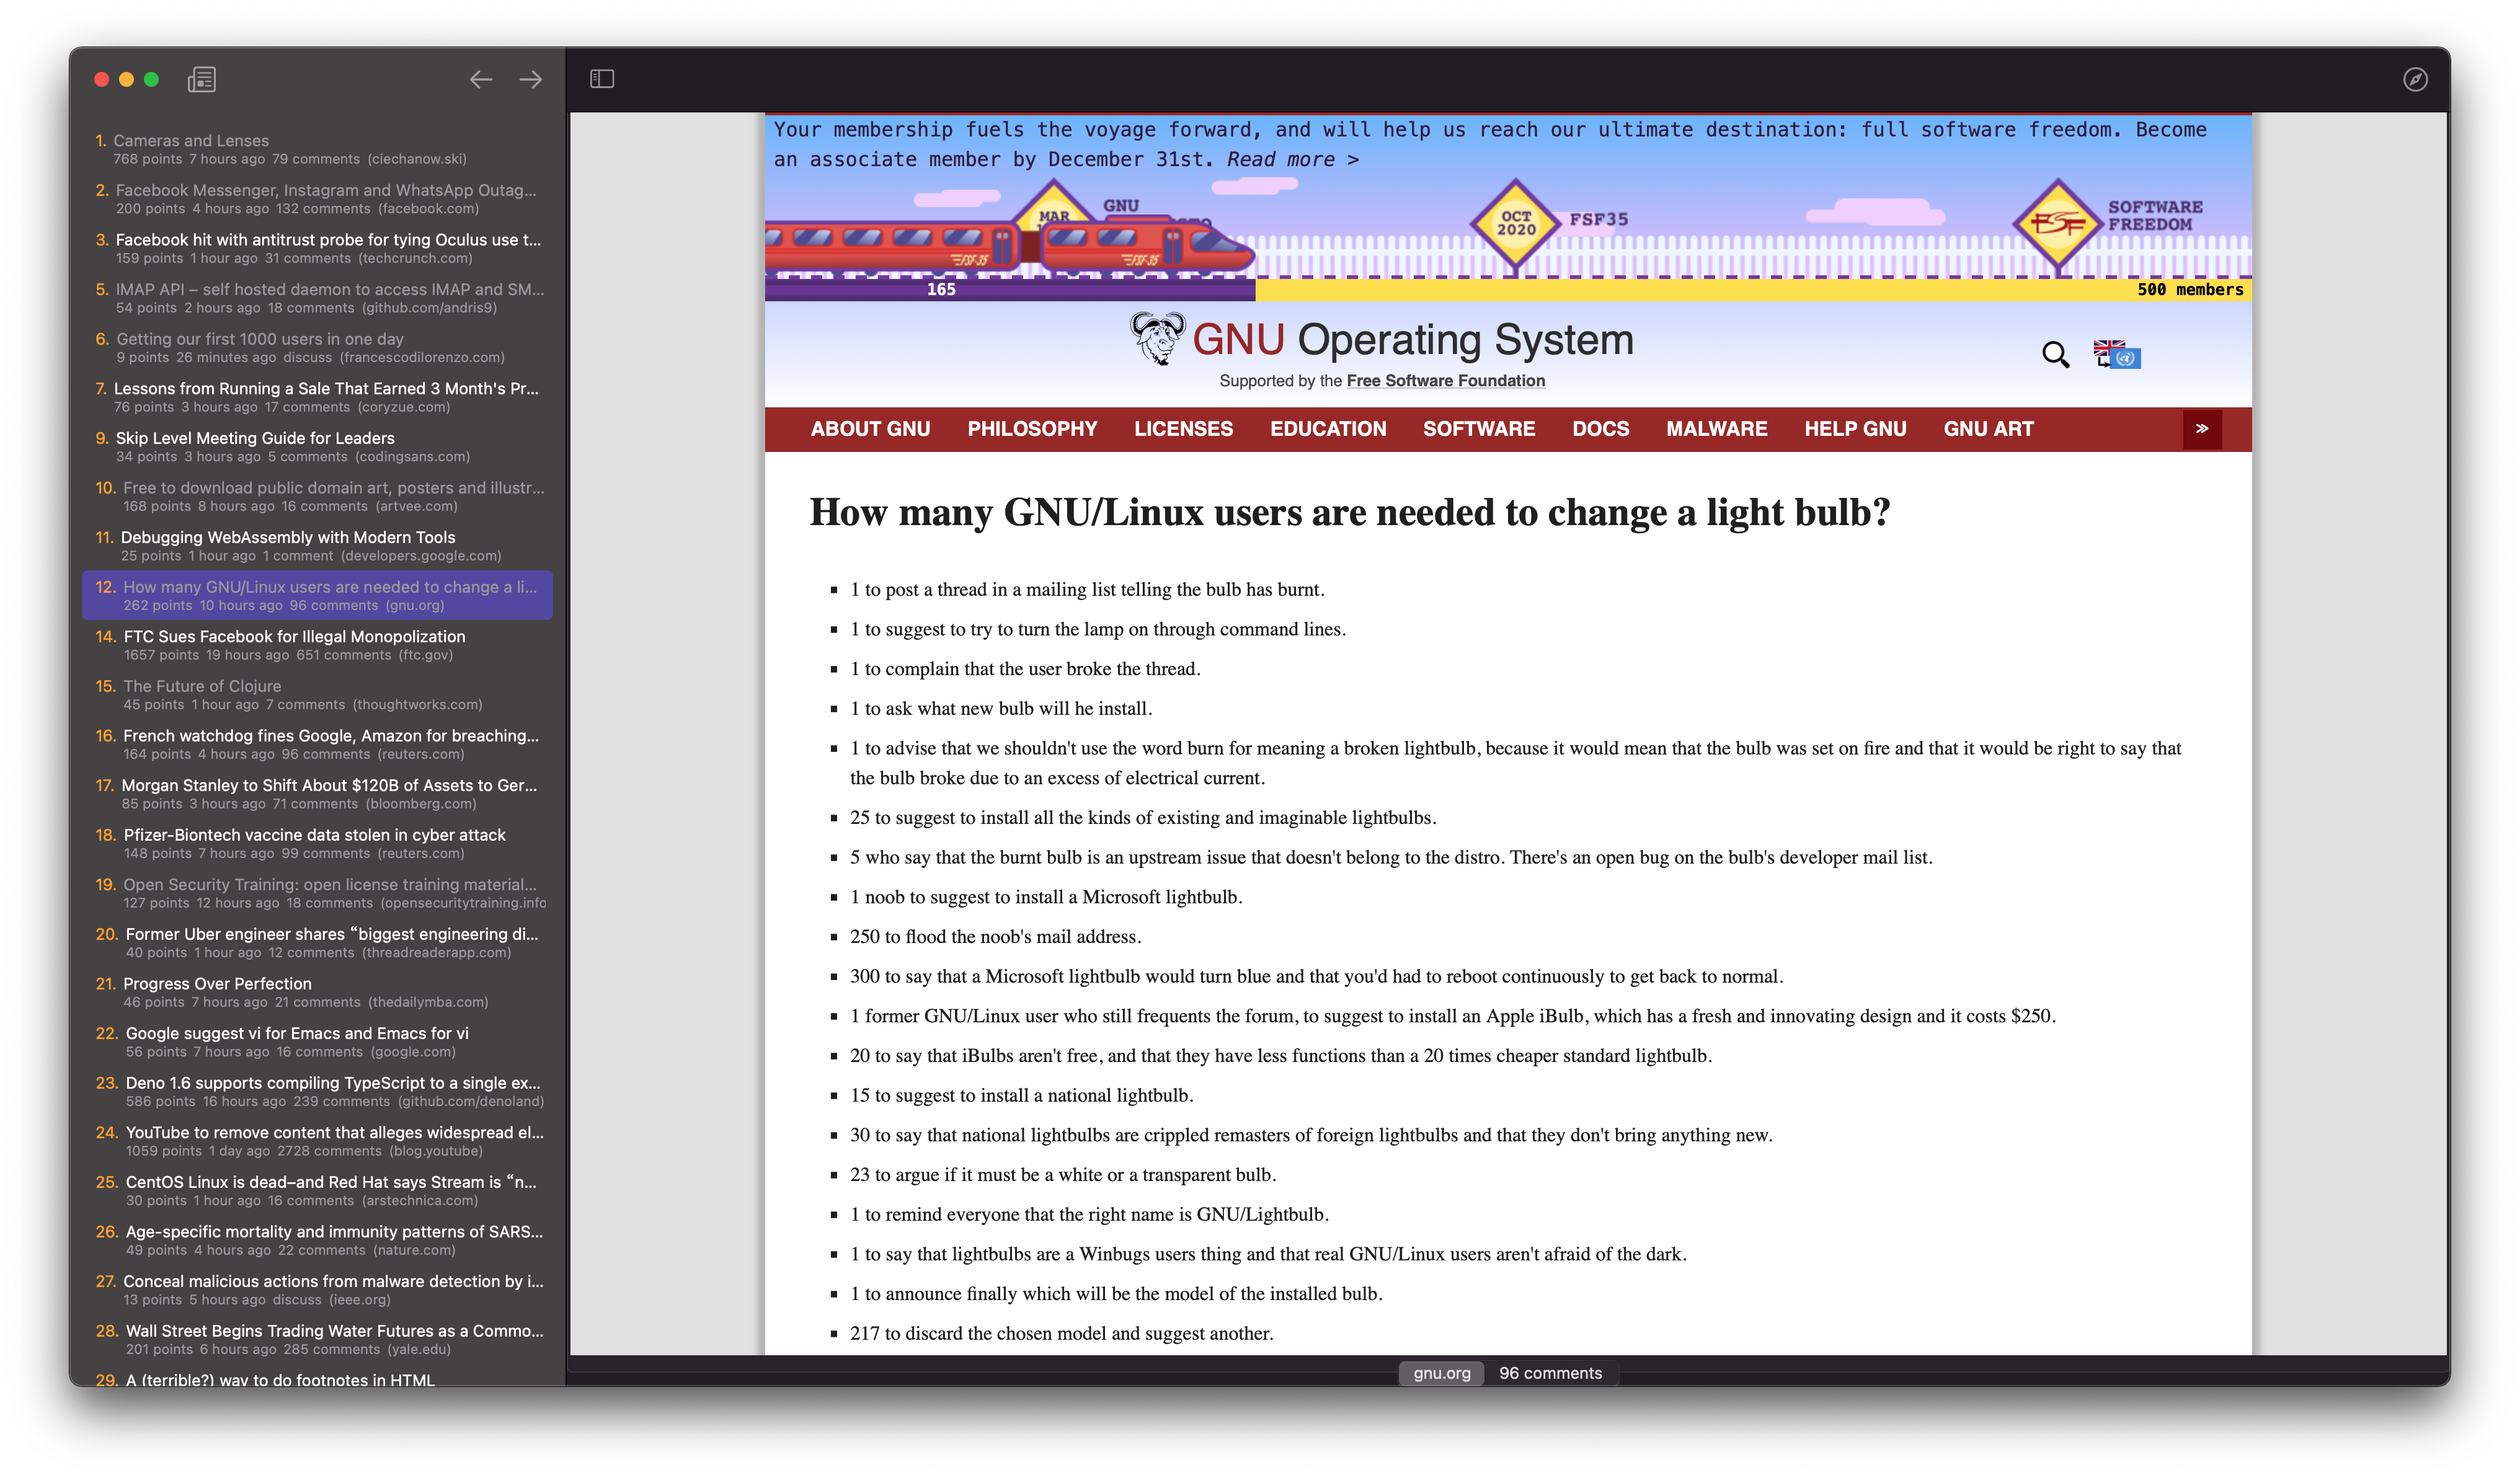 1. Cameras and Lenses
768 points 7 hours ago 79 comments (ciechanow.ski)
2. Facebook Messenger, Instagram and WhatsApp Outag...
200 points 4 hours ago 132 comments (facebook.com)
3. Facebook hit with antitrust probe for tying Oculus use t...
159 points 1 hour ago 31 comments (techcrunch.com)
5. IMAP API – self hosted daemon to access IMAP and SM...
54 points 2 hours ago 18 comments (github.com/andris9)
6. Getting our first 1000 users in one day
9 points 26 minutes ago discuss (francescodilorenzo.com)
7. Lessons from Running a Sale That Earned 3 Month's Pr...
76 points 3 hours ago 17 comments (coryzue.com)
9. Skip Level Meeting Guide for Leaders
34 points 3 hours ago 5 comments (codingsans.com)
10. Free to download public domain art, posters and illustr...
168 points 8 hours ago 16 comments (artvee.com)
11. Debugging WebAssembly with Modern Tools
25 points 1 hour ago 1 comment (developers.google.com)
12. How many GNU/Linux users are needed to change a li...
262 points 10 hours ago 96 comments (gnu.org)
14. FTC Sues Facebook for Illegal Monopolization
1657 points 19 hours ago 651 comments (ftc.gov)
15. The Future of Clojure
45 points 1 hour ago 7 comments (thoughtworks.com)
16. French watchdog fines Google, Amazon for breaching...
164 points 4 hours ago 96 comments (reuters.com)
17. Morgan Stanley to Shift About $120B of Assets to Ger...
85 points 3 hours ago 71 comments (bloomberg.com)
18. Pfizer-Biontech vaccine data stolen in cyber attack
148 points 7 hours ago 99 comments (reuters.com)
19. Open Security Training: open license training material...
127 points 12 hours ago 18 comments (opensecuritytraining.info
20. Former Uber engineer shares “biggest engineering di...
40 points 1 hour ago 12 comments (threadreaderapp.com)
21. Progress Over Perfection
46 points 7 hours ago 21 comments (thedailymba.com)
22. Google suggest vi for Emacs and Emacs for vi
56 points 7 hours ago 16 comments (google.com)
23. Deno 1.6 supports compiling TypeScript to a single ex...
586 points 16 hours ago 239 comments (github.com/denoland)
24. YouTube to remove content that alleges widespread el...
1059 points 1 day ago 2728 comments (blog.youtube)
25. CentOS Linux is dead—and Red Hat says Stream is “n...
30 points 1 hour ago 16 comments (arstechnica.com)
26. Age-specific mortality and immunity patterns of SARS...
49 points 4 hours ago 22 comments (nature.com)
27. Conceal malicious actions from malware detection by i...
13 points 5 hours ago discuss (ieee.org)
28. Wall Street Begins Trading Water Futures as a Commo...
201 points 6 hours ago 285 comments (yale.edu)
29. A (terrible?) way to do footnotes in HTML
Your membership fuels the voyage forward, and will help us reach our ultimate destination: full software freedom. Become
an associate member by December 31st. Read more >
MAR
GNU
OCT
2020
FSF35
FSF
SOFTWARE
FREEDOM
FSF35
FSF35
165
500 members
GNU Operating System
Supported by the Free Software Foundation
ABOUT GNU PHILOSOPHY LICENSES EDUCATION SOFTWARE DOCS MALWARE HELP GNU GNU ART
How many GNU/Linux users are needed to change a light bulb?
▪ 1 to post a thread in a mailing list telling the bulb has burnt.
▪ 1 to suggest to try to turn the lamp on through command lines.
▪ 1 to complain that the user broke the thread.
▪ 1 to ask what new bulb will he install.
▪ 1 to advise that we shouldn't use the word burn for meaning a broken lightbulb, because it would mean that the bulb was set on fire and that it would be right to say that
the bulb broke due to an excess of electrical current.
▪ 25 to suggest to install all the kinds of existing and imaginable lightbulbs.
▪ 5 who say that the burnt bulb is an upstream issue that doesn't belong to the distro. There's an open bug on the bulb's developer mail list.
▪ 1 noob to suggest to install a Microsoft lightbulb.
▪ 250 to flood the noob's mail address.
▪ 300 to say that a Microsoft lightbulb would turn blue and that you'd had to reboot continuously to get back to normal.
▪ 1 former GNU/Linux user who still frequents the forum, to suggest to install an Apple iBulb, which has a fresh and innovating design and it costs $250.
▪ 20 to say that iBulbs aren't free, and that they have less functions than a 20 times cheaper standard lightbulb.
▪ 15 to suggest to install a national lightbulb.
▪ 30 to say that national lightbulbs are crippled remasters of foreign lightbulbs and that they don't bring anything new.
▪ 23 to argue if it must be a white or a transparent bulb.
▪ 1 to remind everyone that the right name is GNU/Lightbulb.
▪ 1 to say that lightbulbs are a Winbugs users thing and that real GNU/Linux users aren't afraid of the dark.
▪ 1 to announce finally which will be the model of the installed bulb.
▪ 217 to discard the chosen model and suggest another.
gnu.org 96 comments